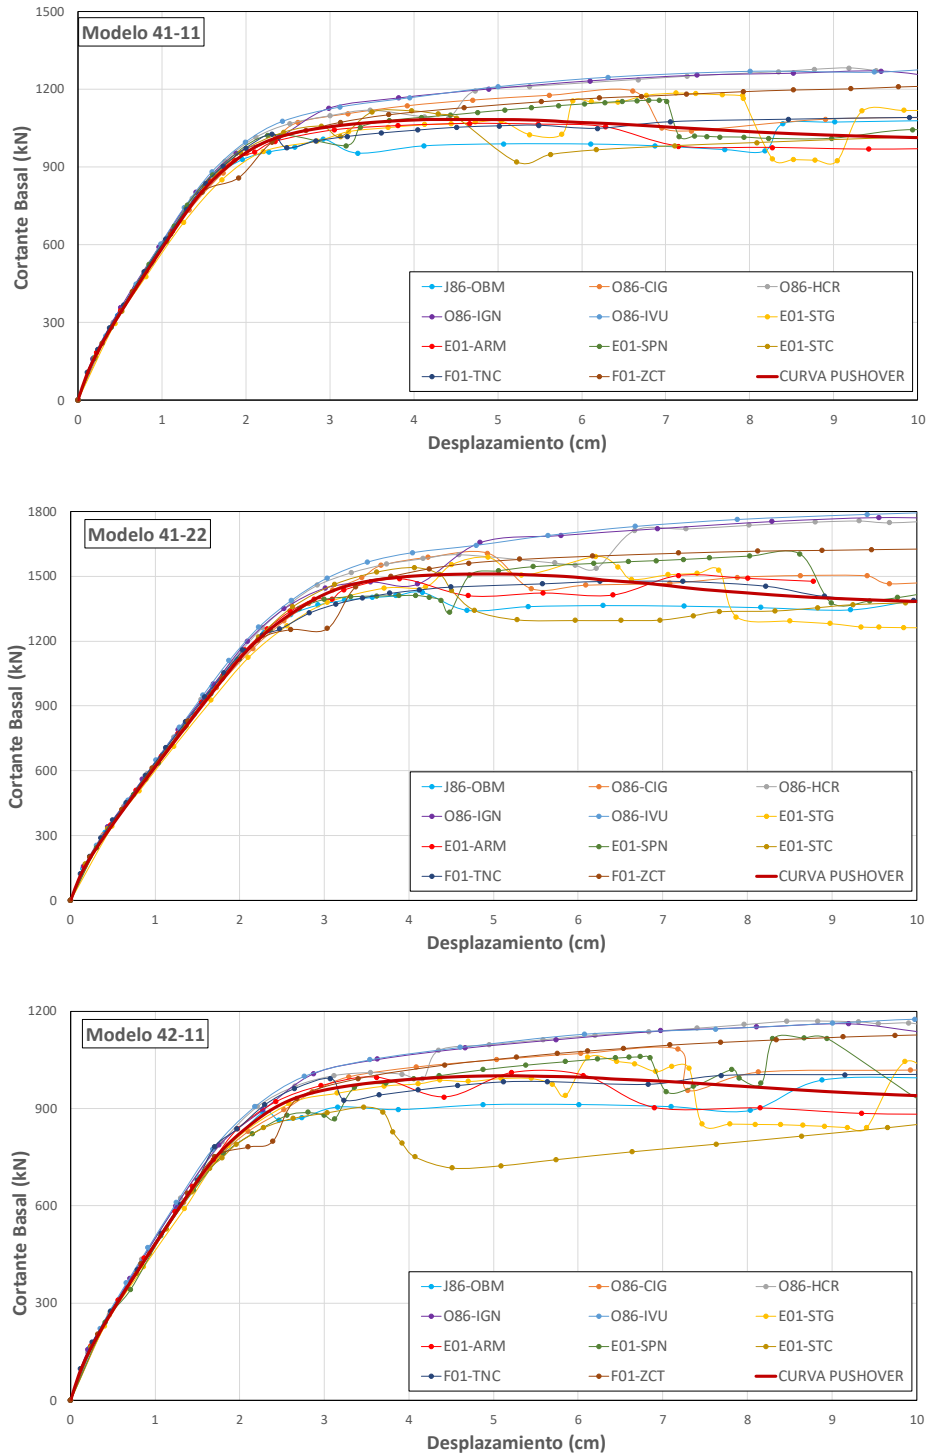 Modelo 41-11
Cortante Basal (kN)
1500
1200
900
600
300
0
J86-OBM O86-CIG O86-HCR
O86-IGN O86-IVU E01-STG
E01-ARM E01-SPN E01-STC
F01-TNC F01-ZCT CURVA PUSHOVER
0 1 2 3 4 5 6 7 8 9 10
Desplazamiento (cm)
Modelo 41-22
Cortante Basal (kN)
1800
1500
1200
900
600
300
0
J86-OBM O86-CIG O86-HCR
O86-IGN O86-IVU E01-STG
E01-ARM E01-SPN E01-STC
F01-TNC F01-ZCT CURVA PUSHOVER
0 1 2 3 4 5 6 7 8 9 10
Desplazamiento (cm)
Modelo 42-11
Cortante Basal (kN)
1200
900
600
300
0
J86-OBM O86-CIG O86-HCR
O86-IGN O86-IVU E01-STG
E01-ARM E01-SPN E01-STC
F01-TNC F01-ZCT CURVA PUSHOVER
0 1 2 3 4 5 6 7 8 9 10
Desplazamiento (cm)